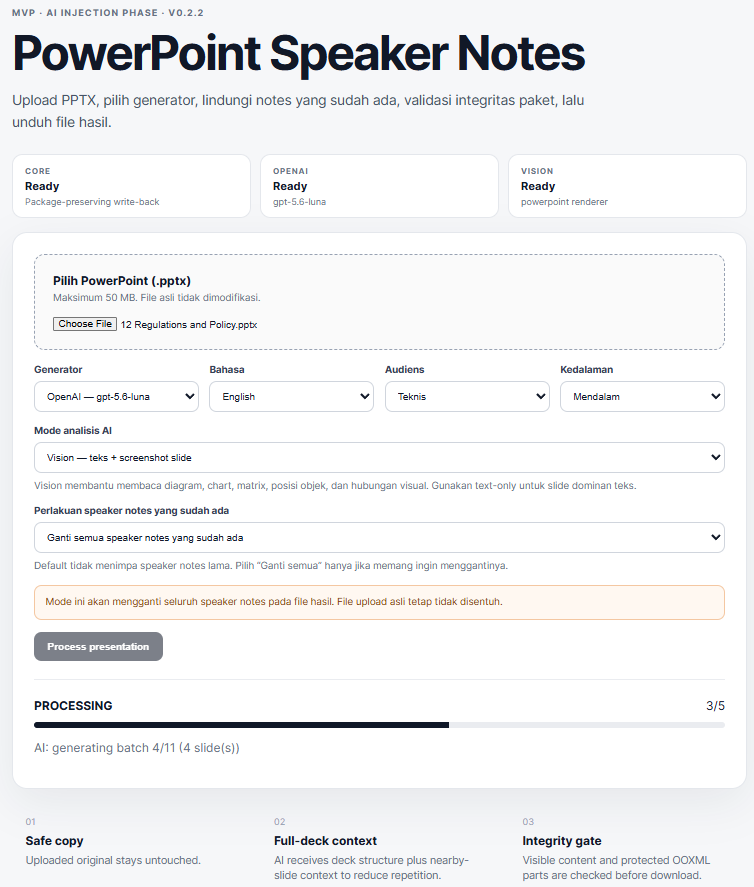 MVP · AI INJECTION PHASE · V0.2.2
PowerPoint Speaker Notes
Upload PPTX, pilih generator, lindungi notes yang sudah ada, validasi integritas paket, lalu
unduh file hasil.
CORE
Ready
Package-preserving write-back
OPENAI
Ready
gpt-5.6-luna
VISION
Ready
powerpoint renderer
Pilih PowerPoint (.pptx)
Maksimum 50 MB. File asli tidak dimodifikasi.
Choose File 12 Regulations and Policy.pptx
Generator
OpenAI — gpt-5.6-luna
Bahasa
English
Audiens
Teknis
Kedalaman
Mendalam
Mode analisis AI
Vision — teks + screenshot slide
Vision membantu membaca diagram, chart, matrix, posisi objek, dan hubungan visual. Gunakan text-only untuk slide dominan teks.
Perlakuan speaker notes yang sudah ada
Ganti semua speaker notes yang sudah ada
Default tidak menimpa speaker notes lama. Pilih "Ganti semua" hanya jika memang ingin menggantinya.
Mode ini akan mengganti seluruh speaker notes pada file hasil. File upload asli tetap tidak disentuh.
Process presentation
PROCESSING 3/5
AI: generating batch 4/11 (4 slide(s))
01
Safe copy
Uploaded original stays untouched.
02
Full-deck context
AI receives deck structure plus nearby-
slide context to reduce repetition.
03
Integrity gate
Visible content and protected OOXML
parts are checked before download.